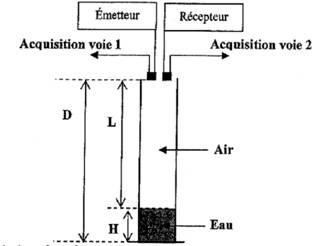 Émetteur
Récepteur
Acquisition voie 1
Acquisition voie 2
D
L
Air
H
Eau